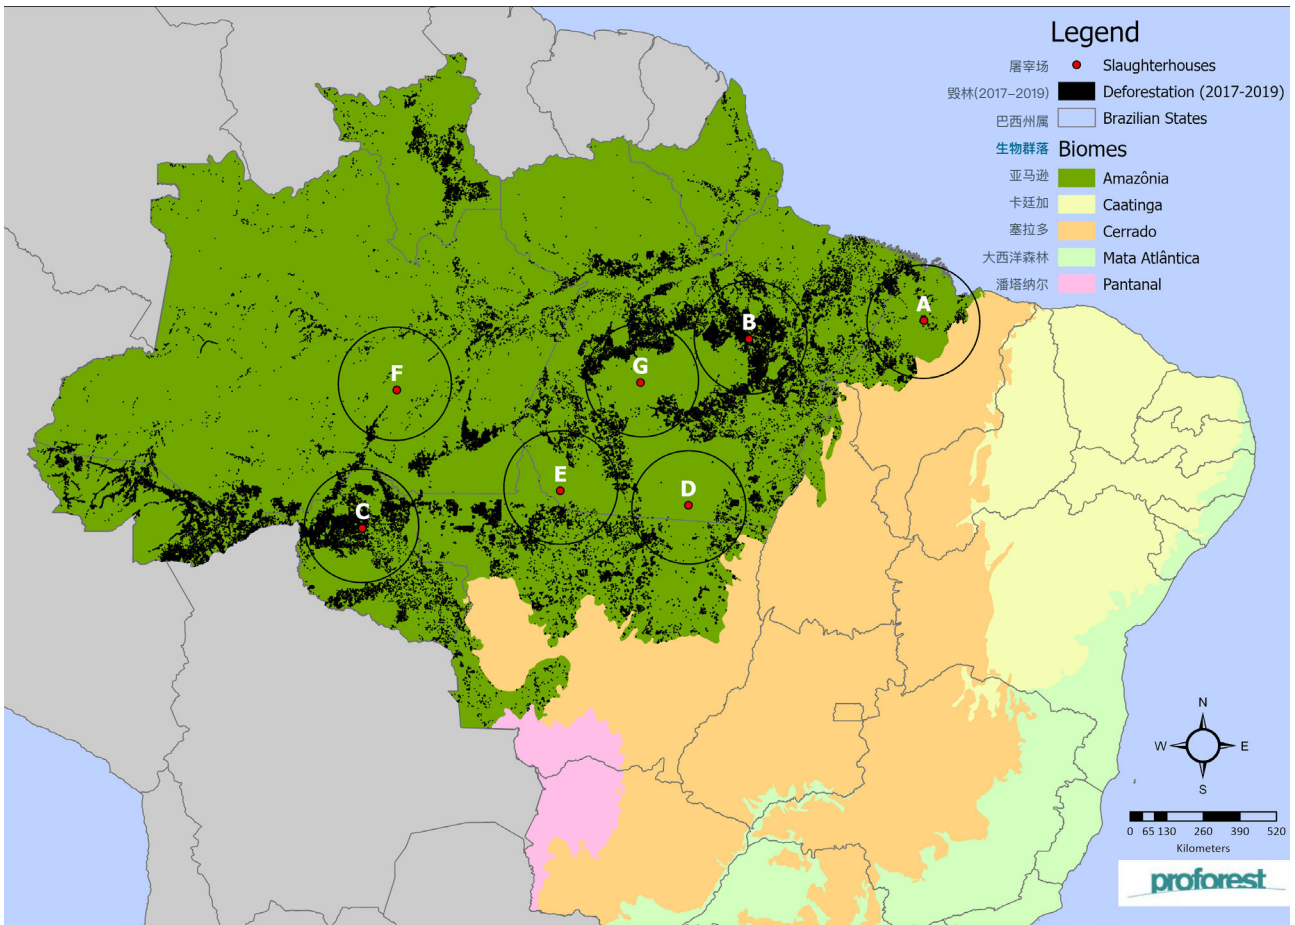 Legend
屠宰场 Slaughterhouses
毁林(2017-2019) Deforestation (2017-2019)
巴西州属 Brazilian States
生物群落 Biomes
亚马逊 Amazônia
卡廷加 Caatinga
塞拉多 Cerrado
大西洋森林 Mata Atlântica
潘塔纳尔 Pantanal
A
B
G
F
E
D
C
N
W E
S
0 65 130 260 390 520
Kilometers
proforest